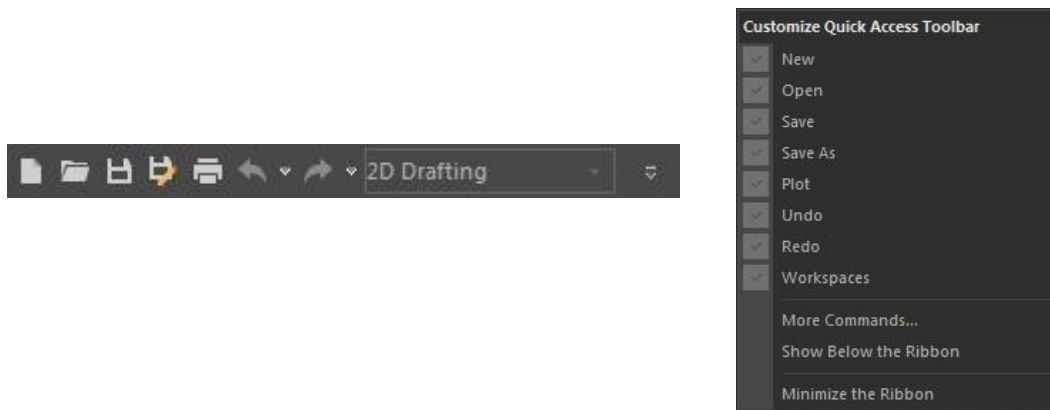 2D Drafting
Customize Quick Access Toolbar
New
Open
Save
Save As
Plot
Undo
Redo
Workspaces
More Commands...
Show Below the Ribbon
Minimize the Ribbon